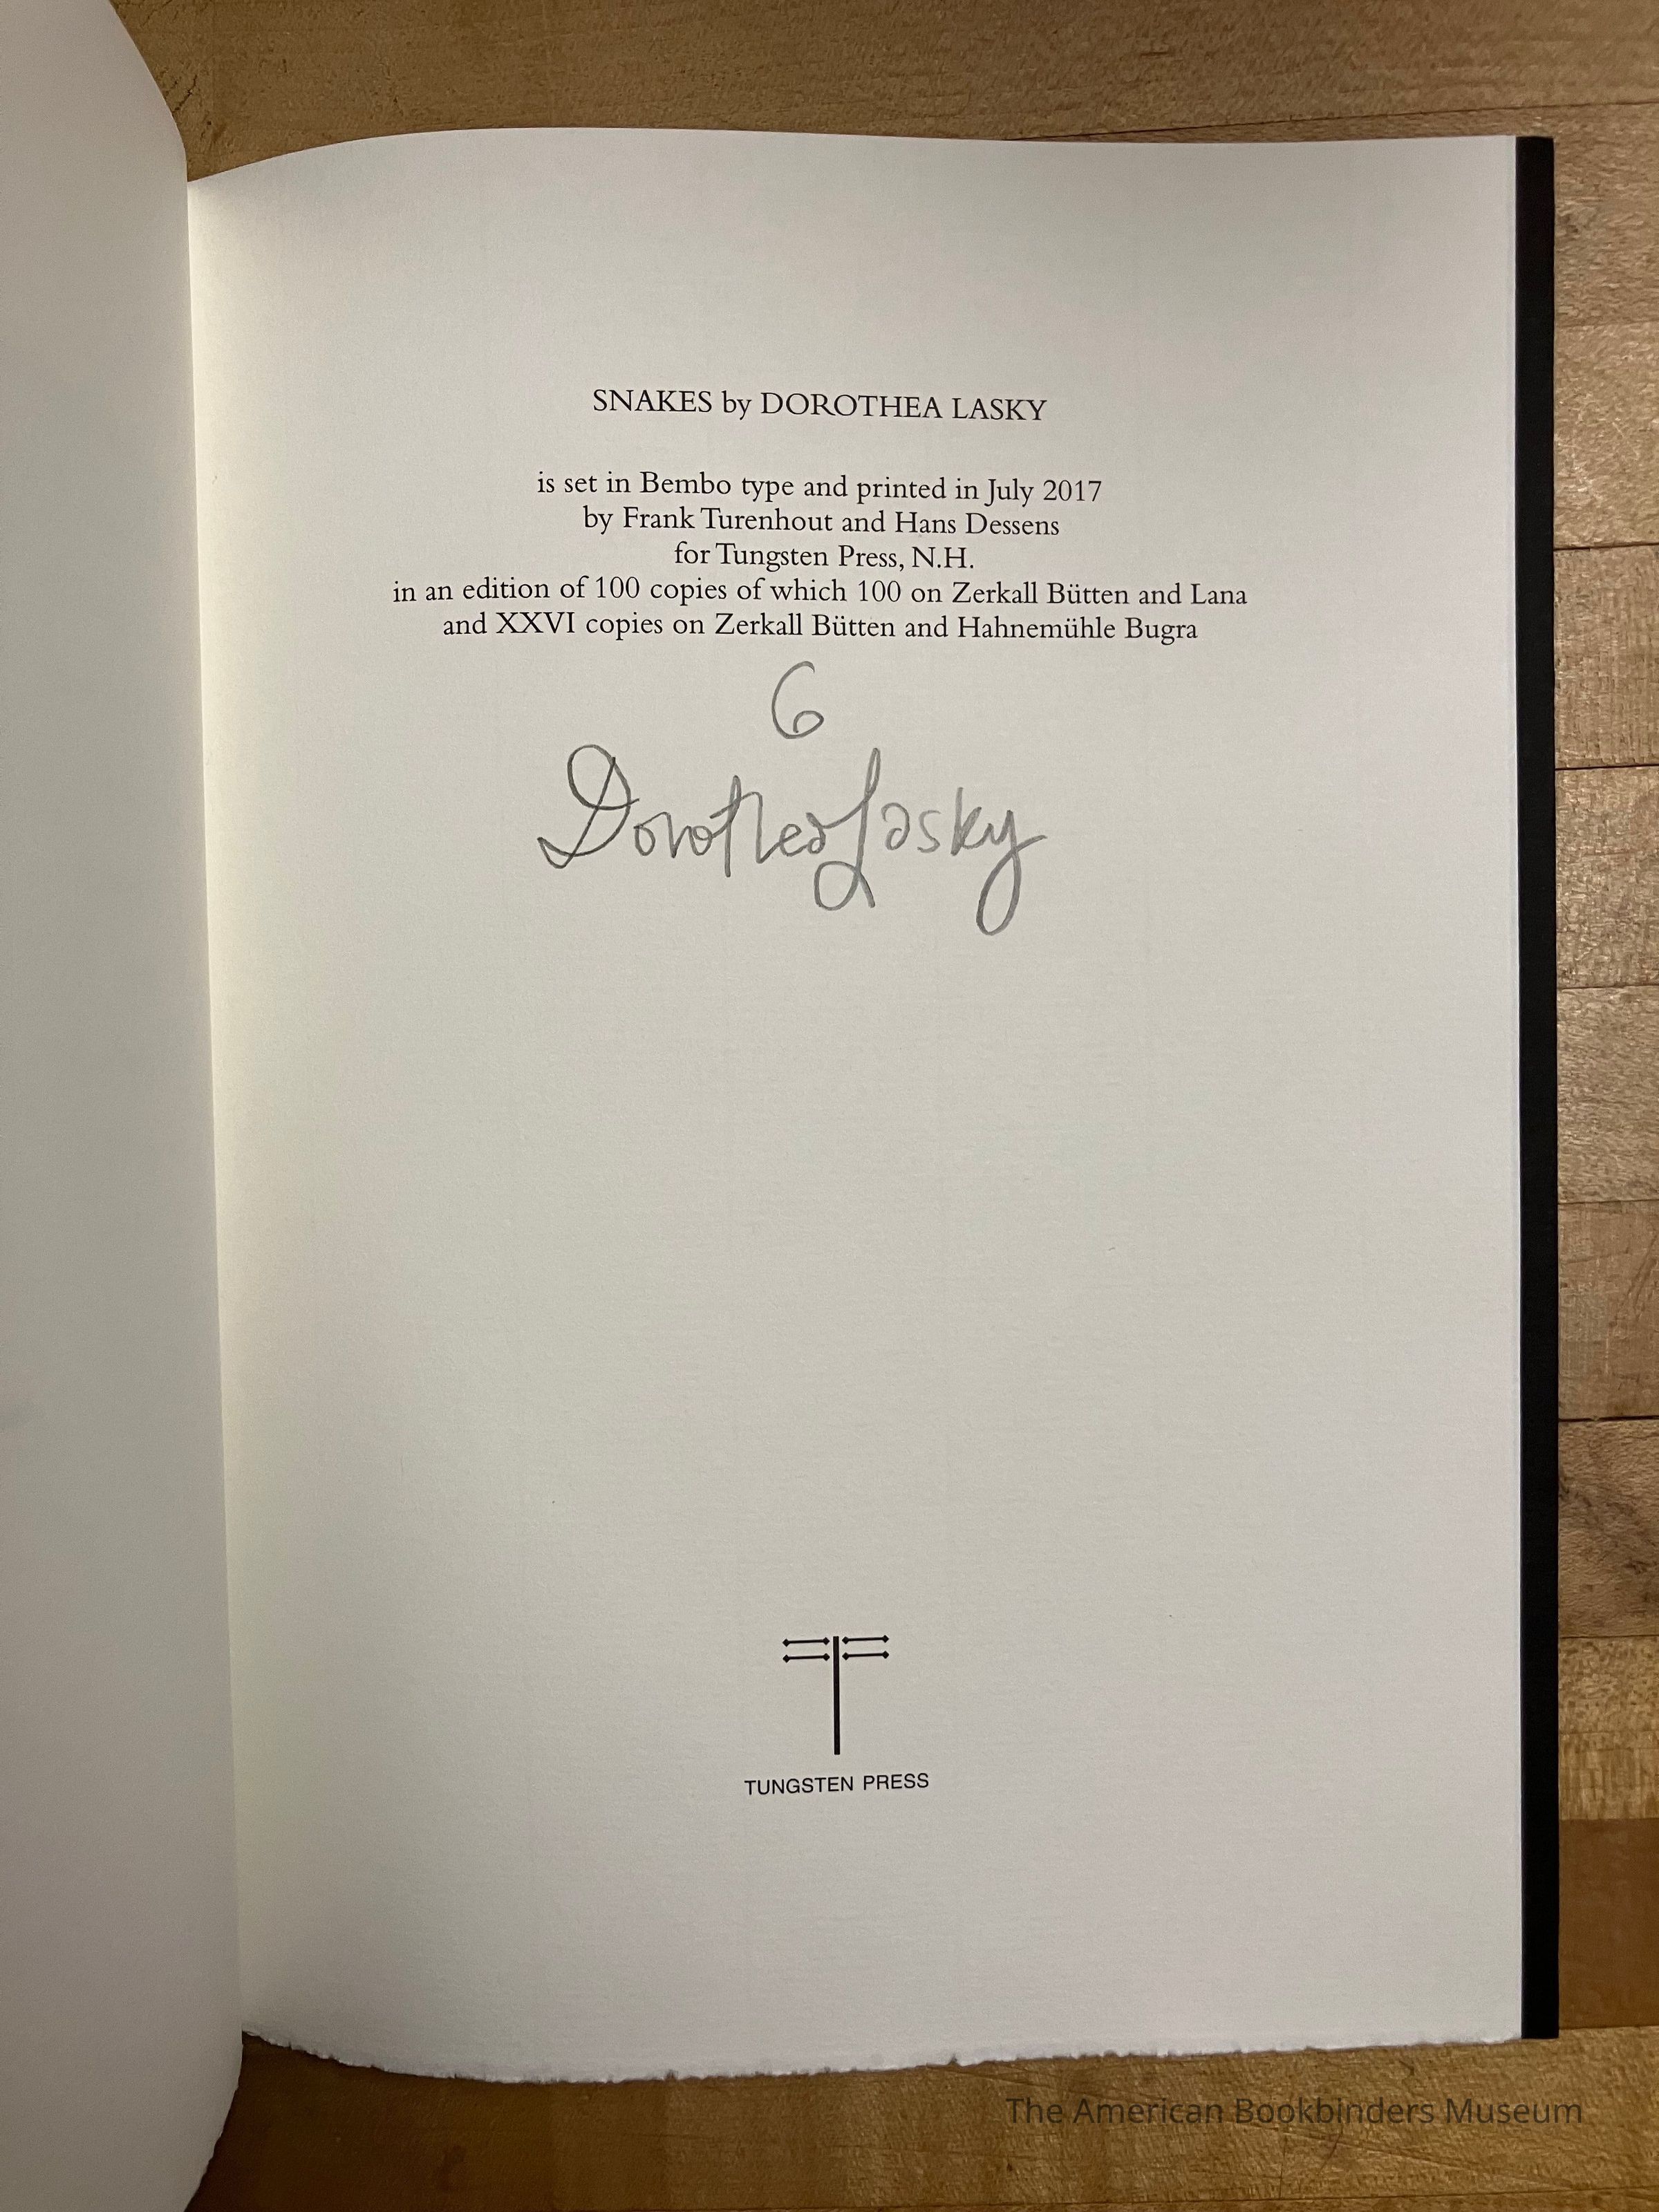 SNAKES by DOROTHEA LASKY
is set in Bembo type and printed in July 2017
by Frank Turenhout and Hans Dessens
for Tungsten Press, N.H.
in an edition of 100 copies of which 100 on Zerkall Bütten and Lana
and XXVI copies on Zerkall Bütten and Hahnemühle Bugra
6
Dorothea Lasky
TUNGSTEN PRESS
The American Bookbinders Museum